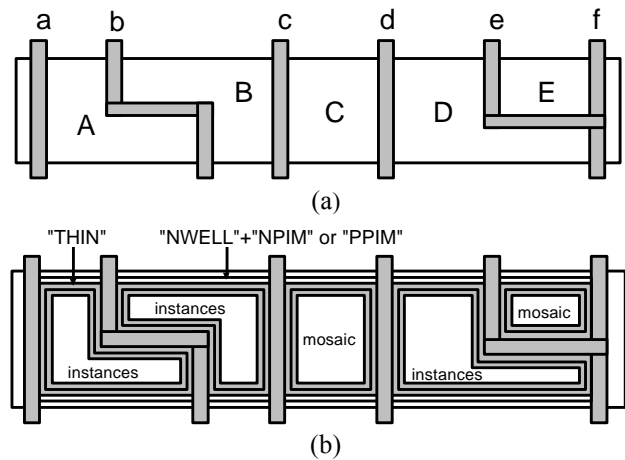 a b c d e f
A B C D E
(a)
"THIN" "NWELL"+"NPIM" or "PPIM"
instances
mosaic
mosaic
instances
instances
(b)